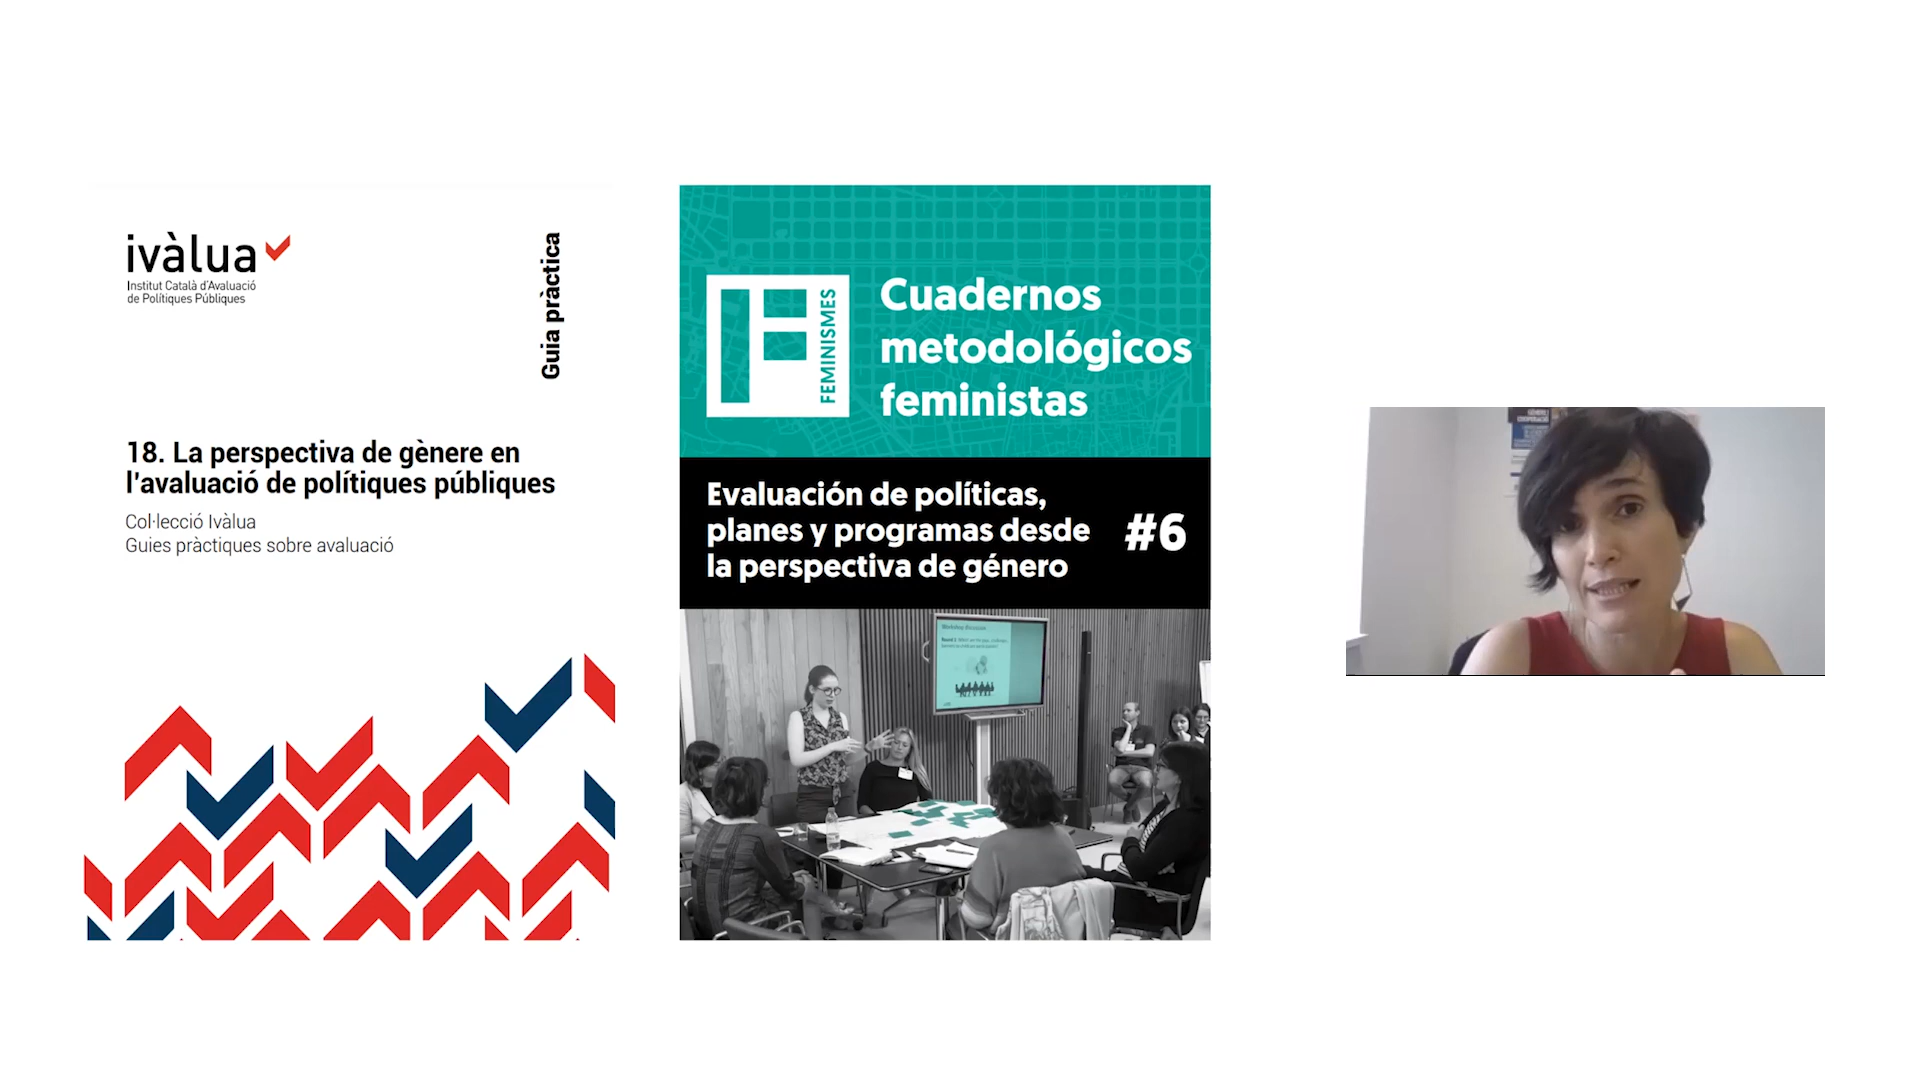 ivàlua
Institut Català d'Avaluació
de Polítiques Públiques
Guia pràctica
18. La perspectiva de gènere en
l'avaluació de polítiques públiques
Col·lecció Ivàlua
Guies pràctiques sobre avaluació
FEMINISMES
Cuadernos
metodológicos
feministas
Evaluación de políticas,
planes y programas desde
la perspectiva de género
#6
Workshop discussion